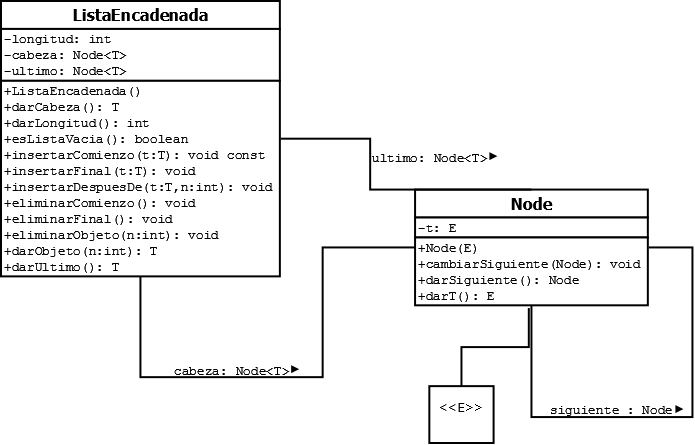 ListaEncadenada
-longitud: int
-cabeza: Node<T>
-ultimo: Node<T>
+ListaEncadenada()
+darCabeza(): T
+darLongitud(): int
+esListaVacia(): boolean
+insertarComienzo(t:T): void const
+insertarFinal(t:T): void
+insertarDespuesDe(t:T,n:int): void
+eliminarComienzo(): void
+eliminarFinal(): void
+eliminarObjeto(n:int): void
+darObjeto(n:int): T
+darUltimo(): T
ultimo: Node<T>
Node
-t: E
+Node(E)
+cambiarSiguiente(Node): void
+darSiguiente(): Node
+darT(): E
cabeza: Node<T>
<<E>>
siguiente : Node